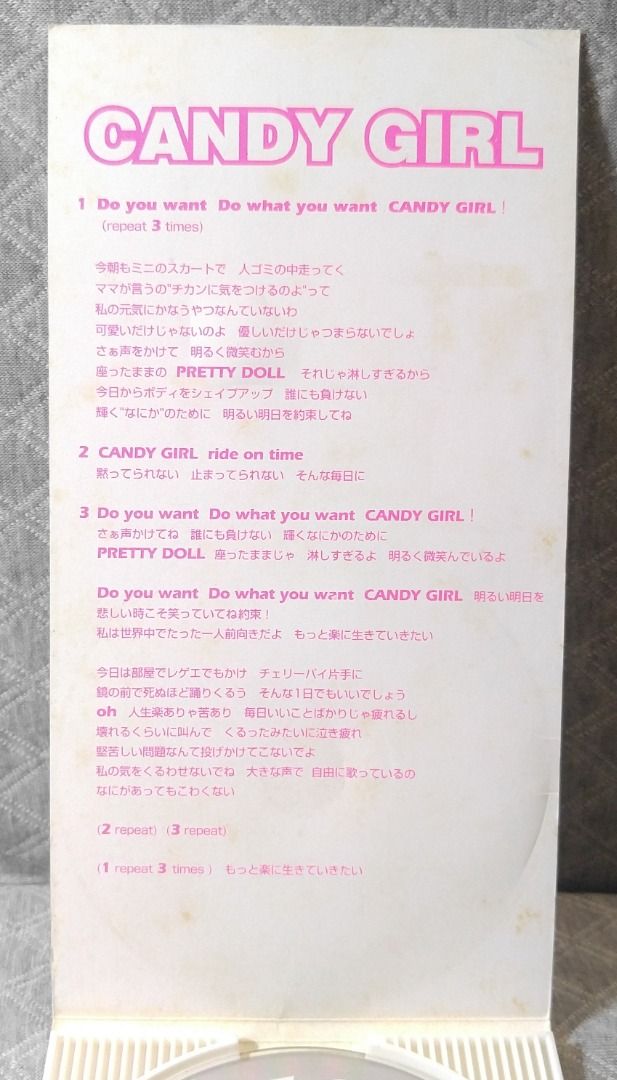 CANDY GIRL
1 Do you want Do what you want CANDY GIRL !
(repeat 3 times)
今朝もミニのスカートで 人ゴミの中走ってく
ママが言うの"チカンに気をつけるのよ"って
私の元気にかなうやつなんていないわ
可愛いだけじゃないのよ 優しいだけじゃつまらないでしょ
さぁ声をかけて 明るく微笑むから
座ったままの PRETTY DOLL それじゃ淋しすぎるから
今日からボディをシェイプアップ 誰にも負けない
輝く"なにか"のために 明るい明日を約束してね
2 CANDY GIRL ride on time
黙ってられない 止まってられない そんな毎日に
3 Do you want Do what you want CANDY GIRL !
さぁ声かけてね 誰にも負けない 輝くなにかのために
PRETTY DOLL 座ったままじゃ 淋しすぎるよ 明るく微笑んでいるよ
Do you want Do what you want CANDY GIRL 明るい明日を
悲しい時こそ笑っていてね約束!
私は世界中でたった一人前向きだよ もっと楽に生きていきたい
今日は部屋でレゲエでもかけ チェリーパイ片手に
鏡の前で死ぬほど踊りくるう そんな1日でもいいでしょう
oh 人生楽ありゃ苦あり 毎日いいことばかりじゃ疲れるし
壊れるくらいに叫んで くるったみたいに泣き疲れ
堅苦しい問題なんて投げかけてこないでよ
私の気をくるわせないでね 大きな声で 自由に歌っているの
なにがあってもこわくない
(2 repeat) (3 repeat)
(1 repeat 3 times ) もっと楽に生きていきたい